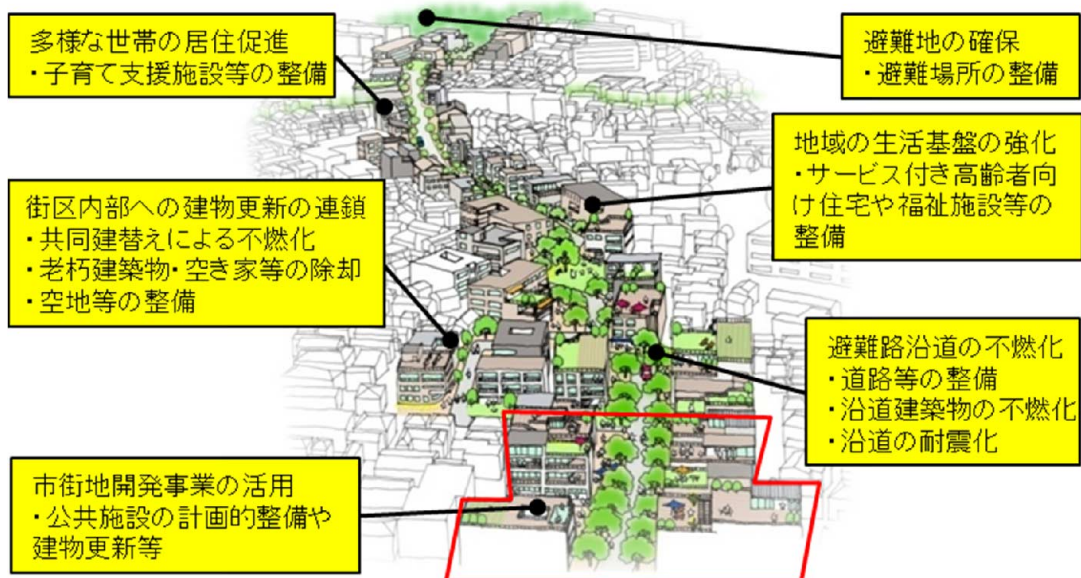 多様な世帯の居住促進
・子育て支援施設等の整備
避難地の確保
・避難場所の整備
地域の生活基盤の強化
・サービス付き高齢者向
け住宅や福祉施設等の
整備
街区内部への建物更新の連鎖
・共同建替えによる不燃化
・老朽建築物・空き家等の除却
・空地等の整備
避難路沿道の不燃化
・道路等の整備
・沿道建築物の不燃化
・沿道の耐震化
市街地開発事業の活用
・公共施設の計画的整備や
建物更新等